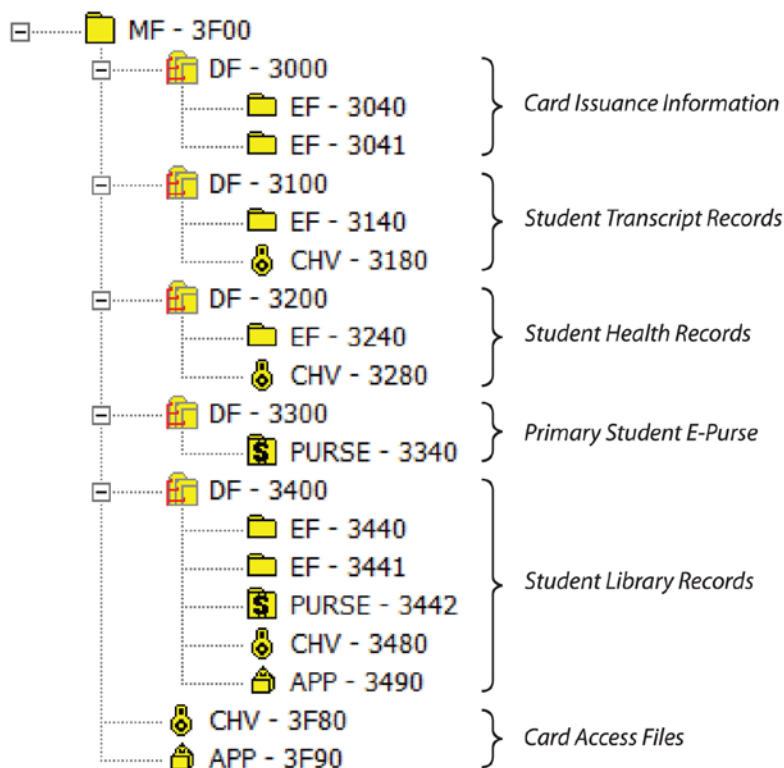 MF - 3F00
DF - 3000
EF - 3040
EF - 3041
Card Issuance Information
DF - 3100
EF - 3140
CHV - 3180
Student Transcript Records
DF - 3200
EF - 3240
CHV - 3280
Student Health Records
DF - 3300
PURSE - 3340
Primary Student E-Purse
DF - 3400
EF - 3440
EF - 3441
PURSE - 3442
CHV - 3480
APP - 3490
Student Library Records
CHV - 3F80
APP - 3F90
Card Access Files